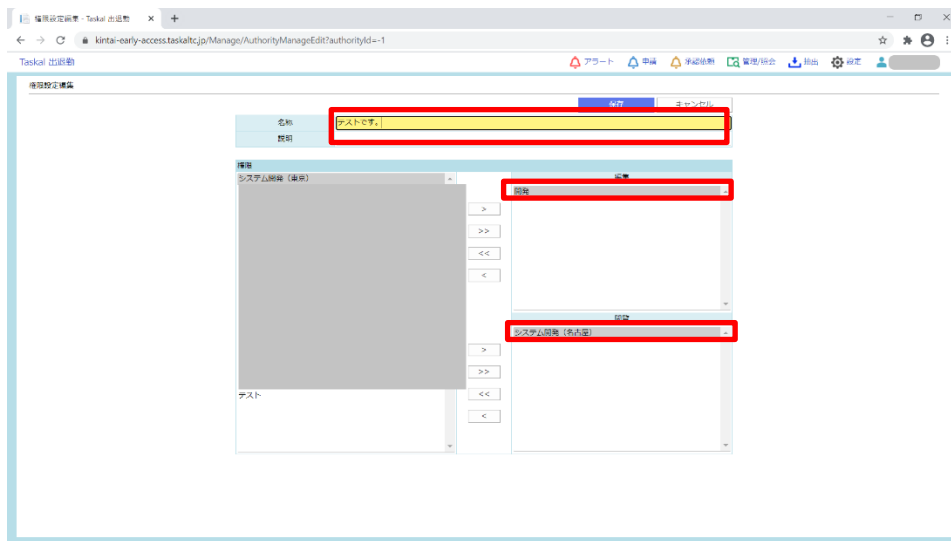 権限設定編集 - Taskal 出退勤 × +
kintai-early-access.taskaltc.jp/Manage/AuthorityManageEdit?authorityId=-1
Taskal 出退勤 アラート 申請 承認依頼 管理/照会 抽出 設定
権限設定編集
保存 キャンセル
名称 テストです。
説明
権限
システム開発（東京） 編集
開発
>
>>
<<
<
閲覧
システム開発（名古屋）
>
>>
テスト <<
<